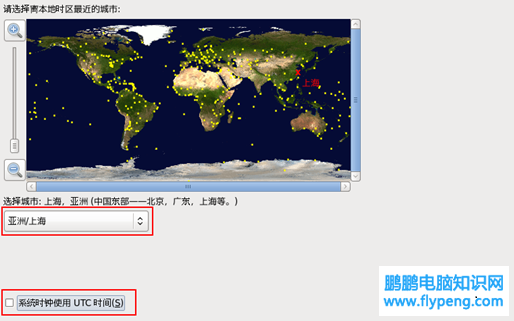 请选择离本地时区最近的城市:
上海
选择城市: 上海，亚洲 (中国东部——北京，广东，上海等。)
亚洲/上海
系统时钟使用 UTC 时间(S)
鹏鹏电脑知识网
www.flypeng.com